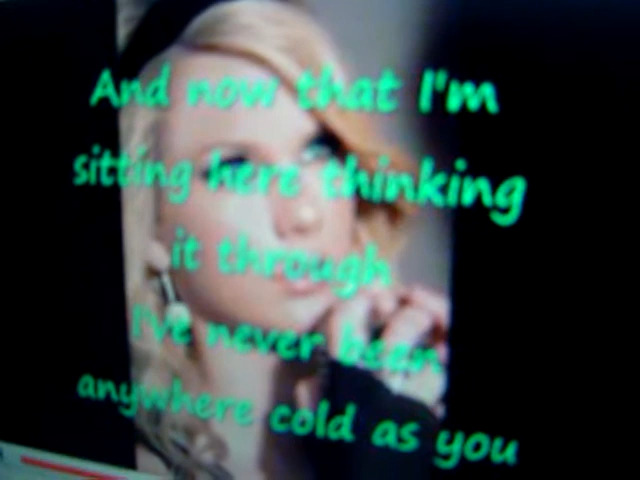 And now that I'm
sitting here thinking
it through
I've never been
anywhere cold as you